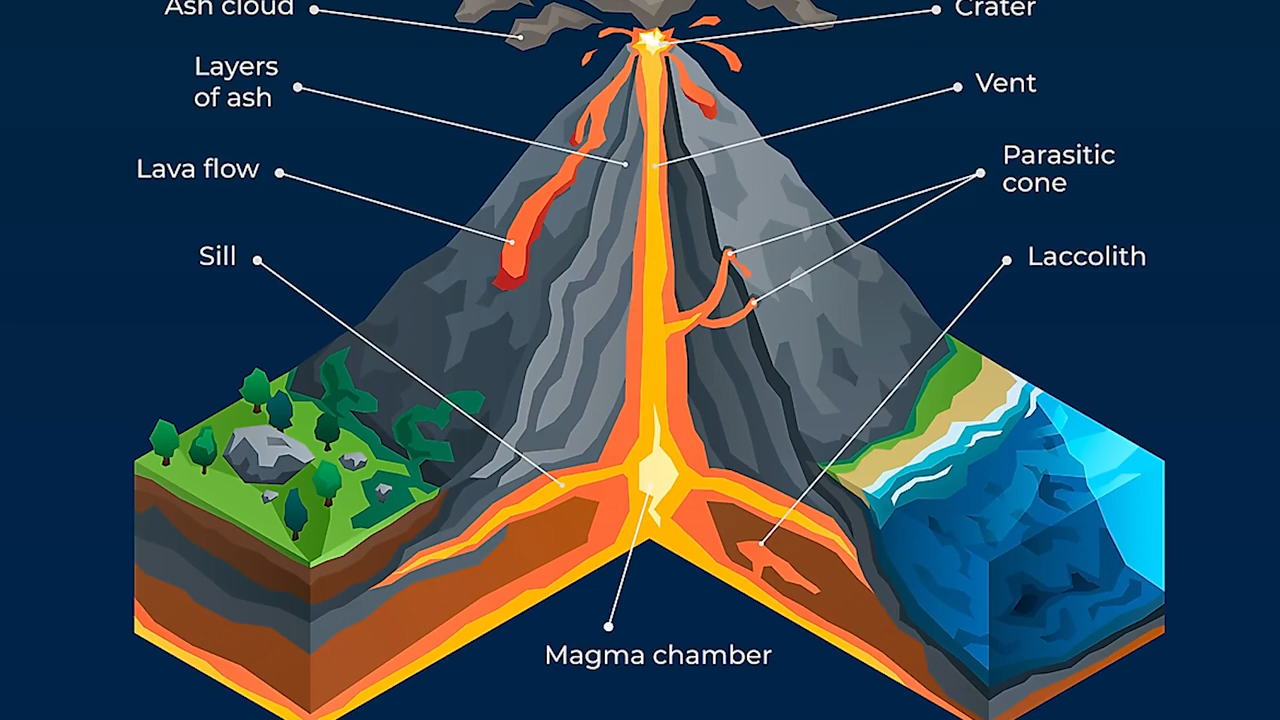 Ash cloud
Crater
Layers
of ash
Vent
Lava flow
Parasitic
cone
Sill
Laccolith
Magma chamber